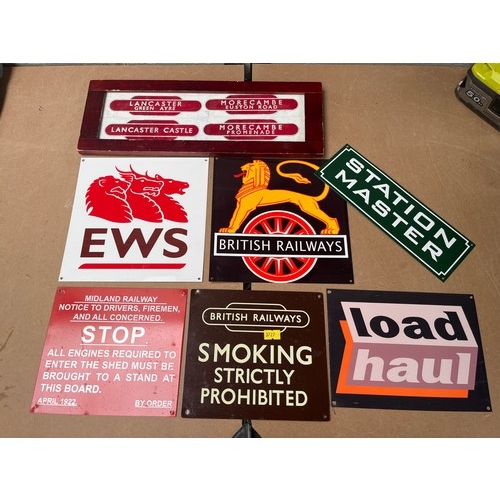 LANCASTER
GREEN AYRE
MORECAMBE
EUSTON ROAD
LANCASTER CASTLE
MORECAMBE
PROMENADE
EWS
BRITISH RAILWAYS
STATION
MASTER
MIDLAND RAILWAY
NOTICE TO DRIVERS, FIREMEN,
AND ALL CONCERNED.
STOP
ALL ENGINES REQUIRED TO
ENTER THE SHED MUST BE
BROUGHT TO A STAND AT
THIS BOARD.
APRIL 1922. BY ORDER
BRITISH RAILWAYS
SMOKING
STRICTLY
PROHIBITED
load
haul